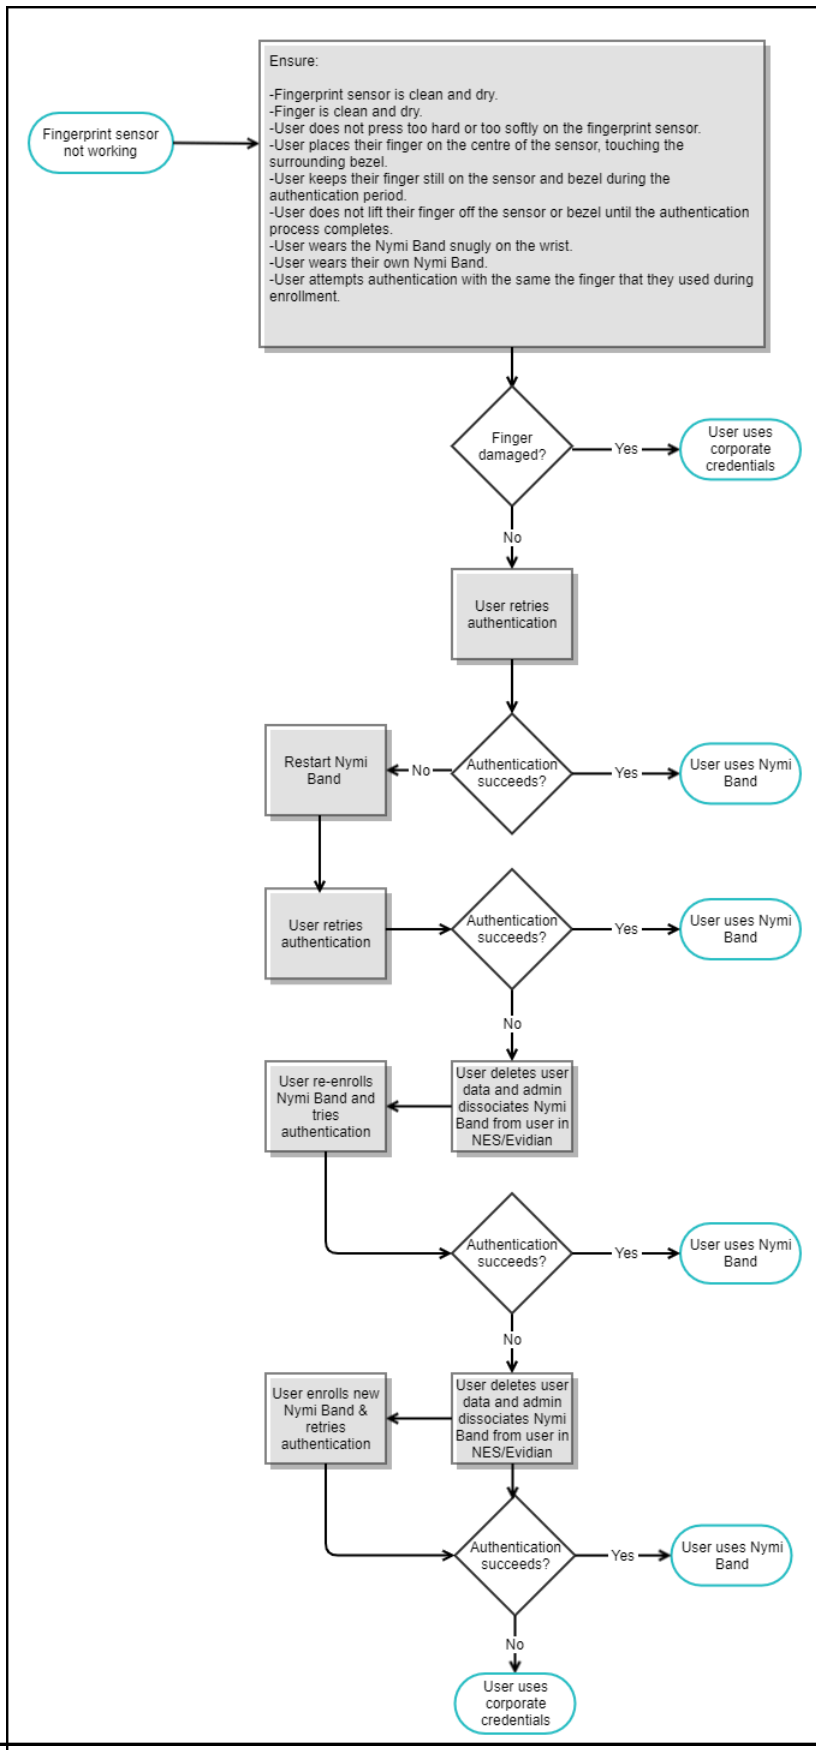 Fingerprint sensor
not working
Ensure:
-Fingerprint sensor is clean and dry.
-Finger is clean and dry.
-User does not press too hard or too softly on the fingerprint sensor.
-User places their finger on the centre of the sensor, touching the
surrounding bezel.
-User keeps their finger still on the sensor and bezel during the
authentication period.
-User does not lift their finger off the sensor or bezel until the authentication
process completes.
-User wears the Nymi Band snugly on the wrist.
-User wears their own Nymi Band.
-User attempts authentication with the same the finger that they used during
enrollment.
Finger
damaged?
Yes
User uses
corporate
credentials
No
User retries
authentication
Authentication
succeeds?
Yes
User uses Nymi
Band
No
Restart Nymi
Band
User retries
authentication
Authentication
succeeds?
Yes
User uses Nymi
Band
No
User deletes user
data and admin
dissociates Nymi
Band from user in
NES/Evidian
User re-enrolls
Nymi Band and
tries
authentication
Authentication
succeeds?
Yes
User uses Nymi
Band
No
User deletes user
data and admin
dissociates Nymi
Band from user in
NES/Evidian
User enrolls new
Nymi Band &
retries
authentication
Authentication
succeeds?
Yes
User uses Nymi
Band
No
User uses
corporate
credentials